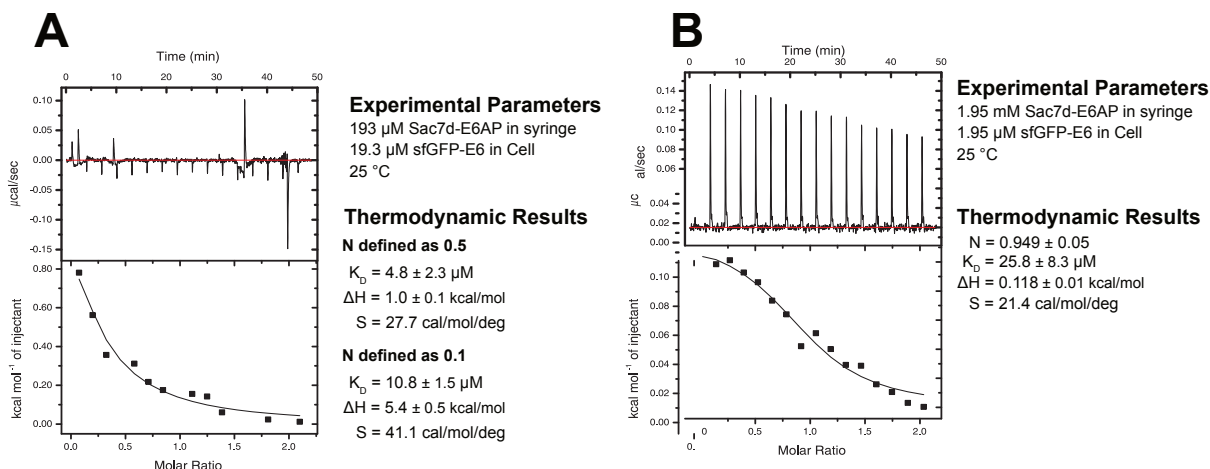 A
Time (min)
0 10 20 30 40 50
0.10
0.05
0.00
-0.05
-0.10
-0.15
µcal/sec
0.80
0.60
0.40
0.20
0.00
kcal mol⁻¹ of injectant
0.0 0.5 1.0 1.5 2.0
Molar Ratio
Experimental Parameters
193 µM Sac7d-E6AP in syringe
19.3 µM sfGFP-E6 in Cell
25 °C
Thermodynamic Results
N defined as 0.5
K_D = 4.8 ± 2.3 µM
ΔH = 1.0 ± 0.1 kcal/mol
S = 27.7 cal/mol/deg
N defined as 0.1
K_D = 10.8 ± 1.5 µM
ΔH = 5.4 ± 0.5 kcal/mol
S = 41.1 cal/mol/deg
B
Time (min)
0 10 20 30 40 50
0.14
0.12
0.10
0.08
0.06
0.04
0.02
0.00
µc al/sec
0.10
0.08
0.06
0.04
0.02
0.00
kcal mol⁻¹ of injectant
0. 0 0.5 1.0 1.5 2.0
Molar Ratio
Experimental Parameters
1.95 mM Sac7d-E6AP in syringe
1.95 µM sfGFP-E6 in Cell
25 °C
Thermodynamic Results
N = 0.949 ± 0.05
K_D = 25.8 ± 8.3 µM
ΔH = 0.118 ± 0.01 kcal/mol
S = 21.4 cal/mol/deg